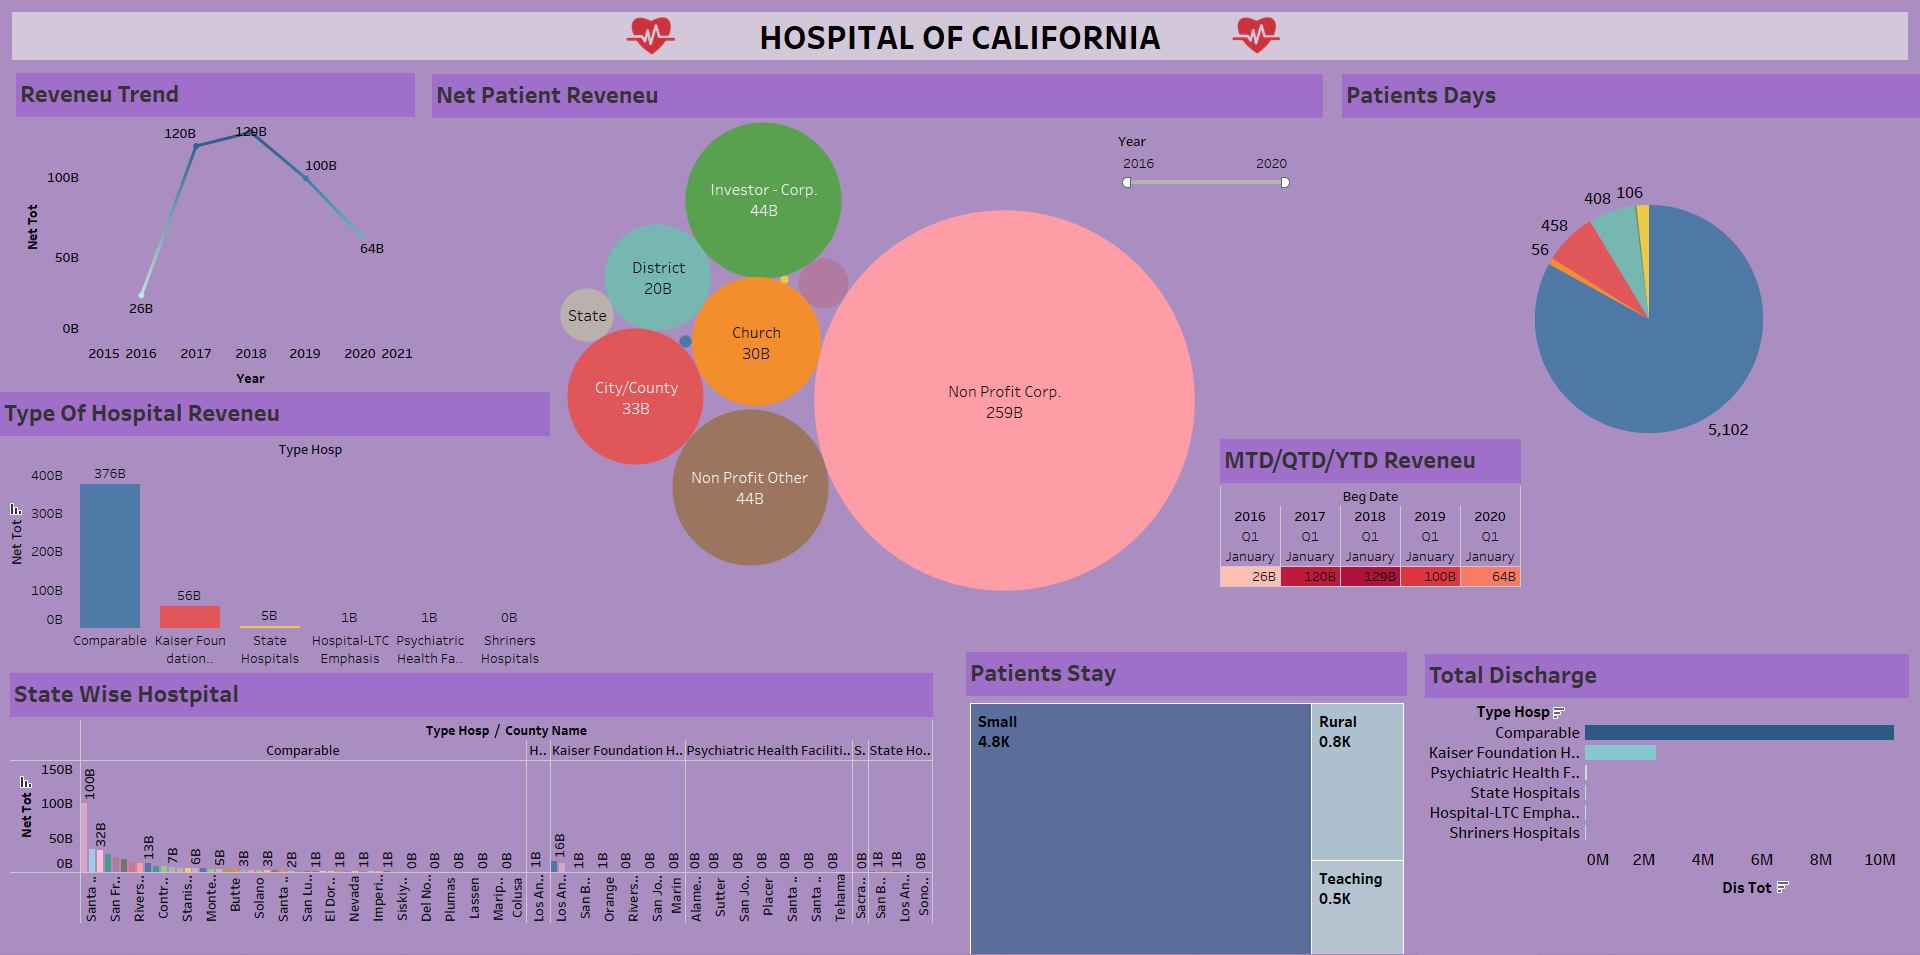 HOSPITAL OF CALIFORNIA
Reveneu Trend
Net Patient Reveneu
Patients Days
120B
129B
100B
100B
50B
64B
26B
0B
Net Tot
2015 2016 2017 2018 2019 2020 2021
Year
Year
2016 2020
Investor - Corp.
44B
District
20B
State
Church
30B
City/County
33B
Non Profit Other
44B
Non Profit Corp.
259B
106
408
458
56
5,102
Type Of Hospital Reveneu
Type Hosp
Net Tot
400B
300B
200B
100B
0B
376B
56B
5B
1B
1B
0B
Comparable
Kaiser Foun
dation..
State
Hospitals
Hospital-LTC
Emphasis
Psychiatric
Health Fa..
Shriners
Hospitals
MTD/QTD/YTD Reveneu
Beg Date
2016 2017 2018 2019 2020
Q1 Q1 Q1 Q1 Q1
January January January January January
26B 120B 129B 100B 64B
State Wise Hostpital
Type Hosp / County Name
Comparable H.. Kaiser Foundation H.. Psychiatric Health Faciliti.. S.. State Ho..
Net Tot
150B
100B
50B
0B
100B 32B 13B 7B 6B 5B 3B 3B 2B 1B 1B 1B 1B 0B 0B 0B 0B 0B 1B 16B 1B 1B 0B 0B 0B 0B 0B 0B 0B 0B 0B 0B 0B 1B 1B 0B
Santa ..
San Fr..
Rivers..
Contr..
Stanis..
Monte..
Butte
Solano
Santa ..
San Lu..
El Dor..
Nevada
Imperi..
Siskiy..
Del No..
Plumas
Lassen
Marip..
Colusa
Los An..
Los An..
San B..
Orange
Rivers..
San Jo..
Marin
Alame..
Sutter
San Jo..
Placer
Santa ..
Santa ..
Tehama
Sacra..
San B..
Los An..
Sono..
Patients Stay
Small
4.8K
Rural
0.8K
Teaching
0.5K
Total Discharge
Type Hosp
Comparable
Kaiser Foundation H..
Psychiatric Health F..
State Hospitals
Hospital-LTC Empha..
Shriners Hospitals
0M 2M 4M 6M 8M 10M
Dis Tot